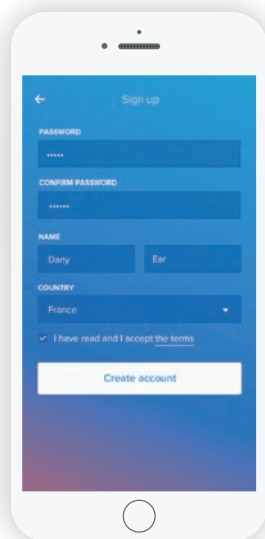 Sign up
PASSWORD
•••••
CONFIRM PASSWORD
••••••
NAME
Dany Ear
COUNTRY
France
I have read and I accept the terms
Create account